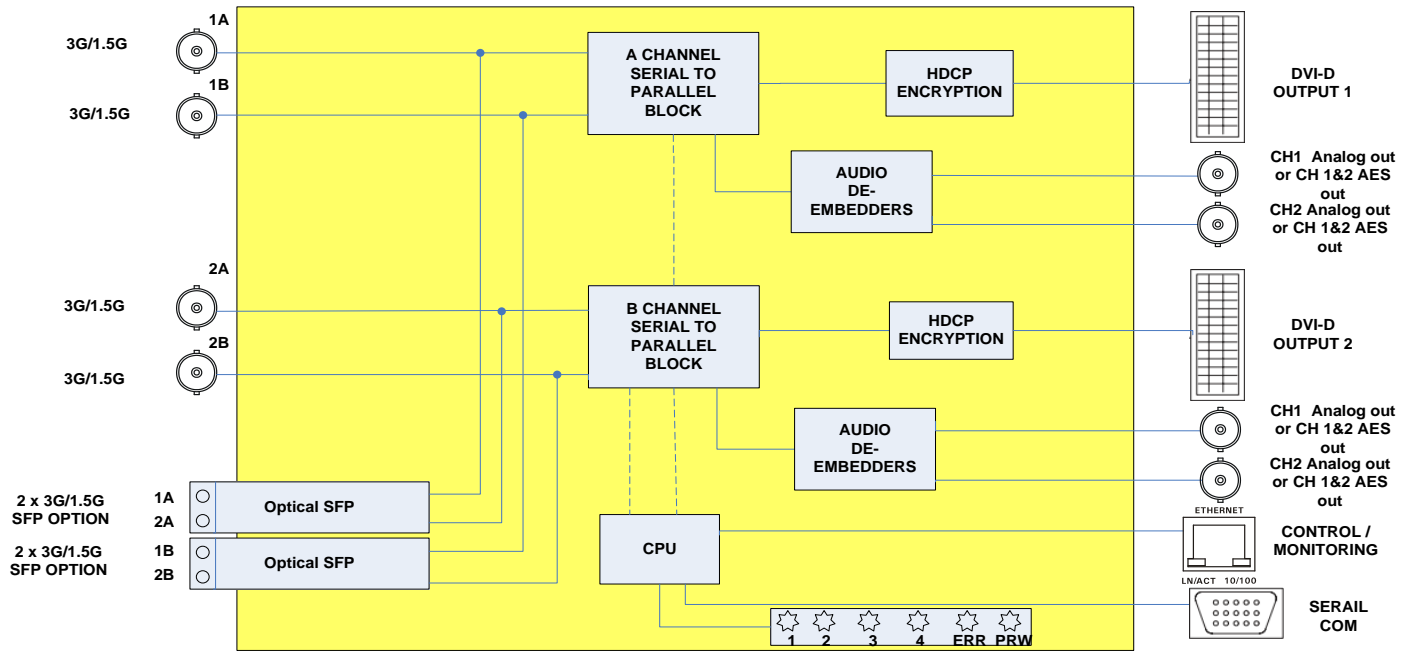 1A
3G/1.5G
1B
3G/1.5G
A CHANNEL
SERIAL TO
PARALLEL
BLOCK
HDCP
ENCRYPTION
DVI-D
OUTPUT 1
AUDIO
DE-
EMBEDDERS
CH1 Analog out
or CH 1&2 AES
out
CH2 Analog out
or CH 1&2 AES
out
2A
3G/1.5G
2B
3G/1.5G
B CHANNEL
SERIAL TO
PARALLEL
BLOCK
HDCP
ENCRYPTION
DVI-D
OUTPUT 2
AUDIO
DE-
EMBEDDERS
CH1 Analog out
or CH 1&2 AES
out
CH2 Analog out
or CH 1&2 AES
out
2 x 3G/1.5G
SFP OPTION
1A
2A
Optical SFP
2 x 3G/1.5G
SFP OPTION
1B
2B
Optical SFP
CPU
ETHERNET
LN/ACT 10/100
CONTROL /
MONITORING
SERAIL
COM
1 2 3 4 ERR PRW